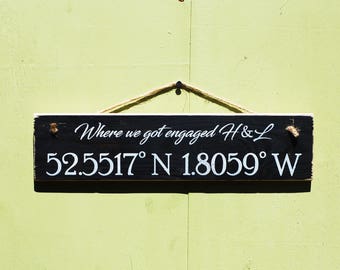 Where we got engaged H & L
52.5517° N 1.8059° W